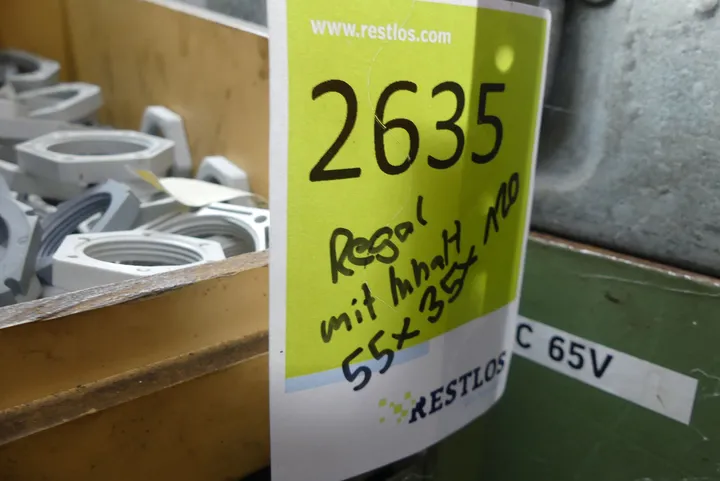 www.restlos.com
2635
Regal
mit Inhalt
55x35x120
RESTLOS
C 65V